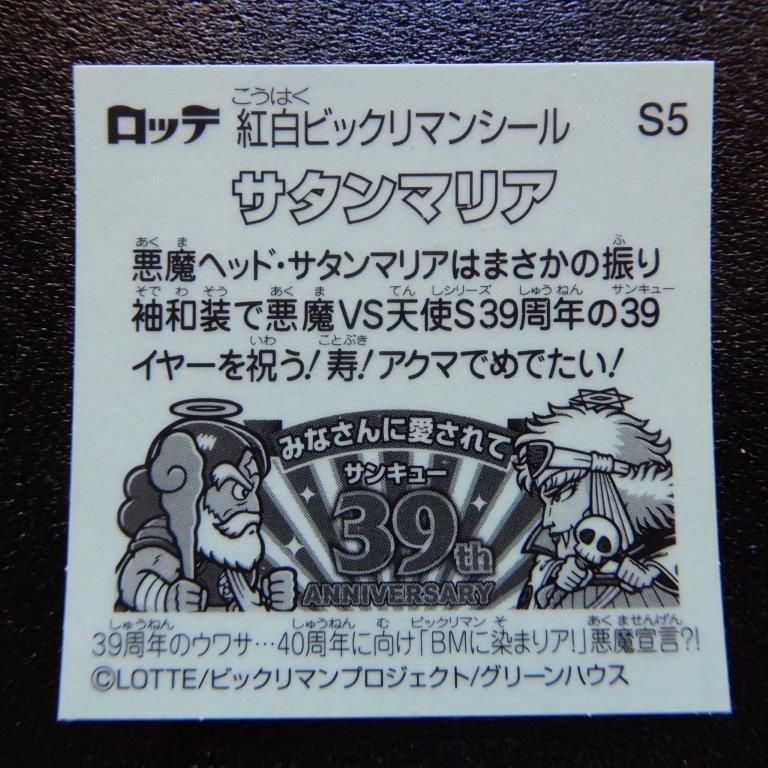 ロッテ 紅白ビックリマンシール S5
こうはく
サタンマリア
あく ま ふ
悪魔ヘッド・サタンマリアはまさかの振り
そで わ そう あく ま てん し シリーズ しゅう ねん サンキュー
袖和装で悪魔VS天使S39周年の39
いわ ことぶき
イヤーを祝う!寿!アクマでめでたい!
みなさんに愛されて
サンキュー
39th
ANNIVERSARY
しゅうねん しゅうねん む ビックリマン そ あく ませんげん
39周年のウワサ…40周年に向け「BMに染まリア!」悪魔宣言?!
©LOTTE/ビックリマンプロジェクト/グリーンハウス